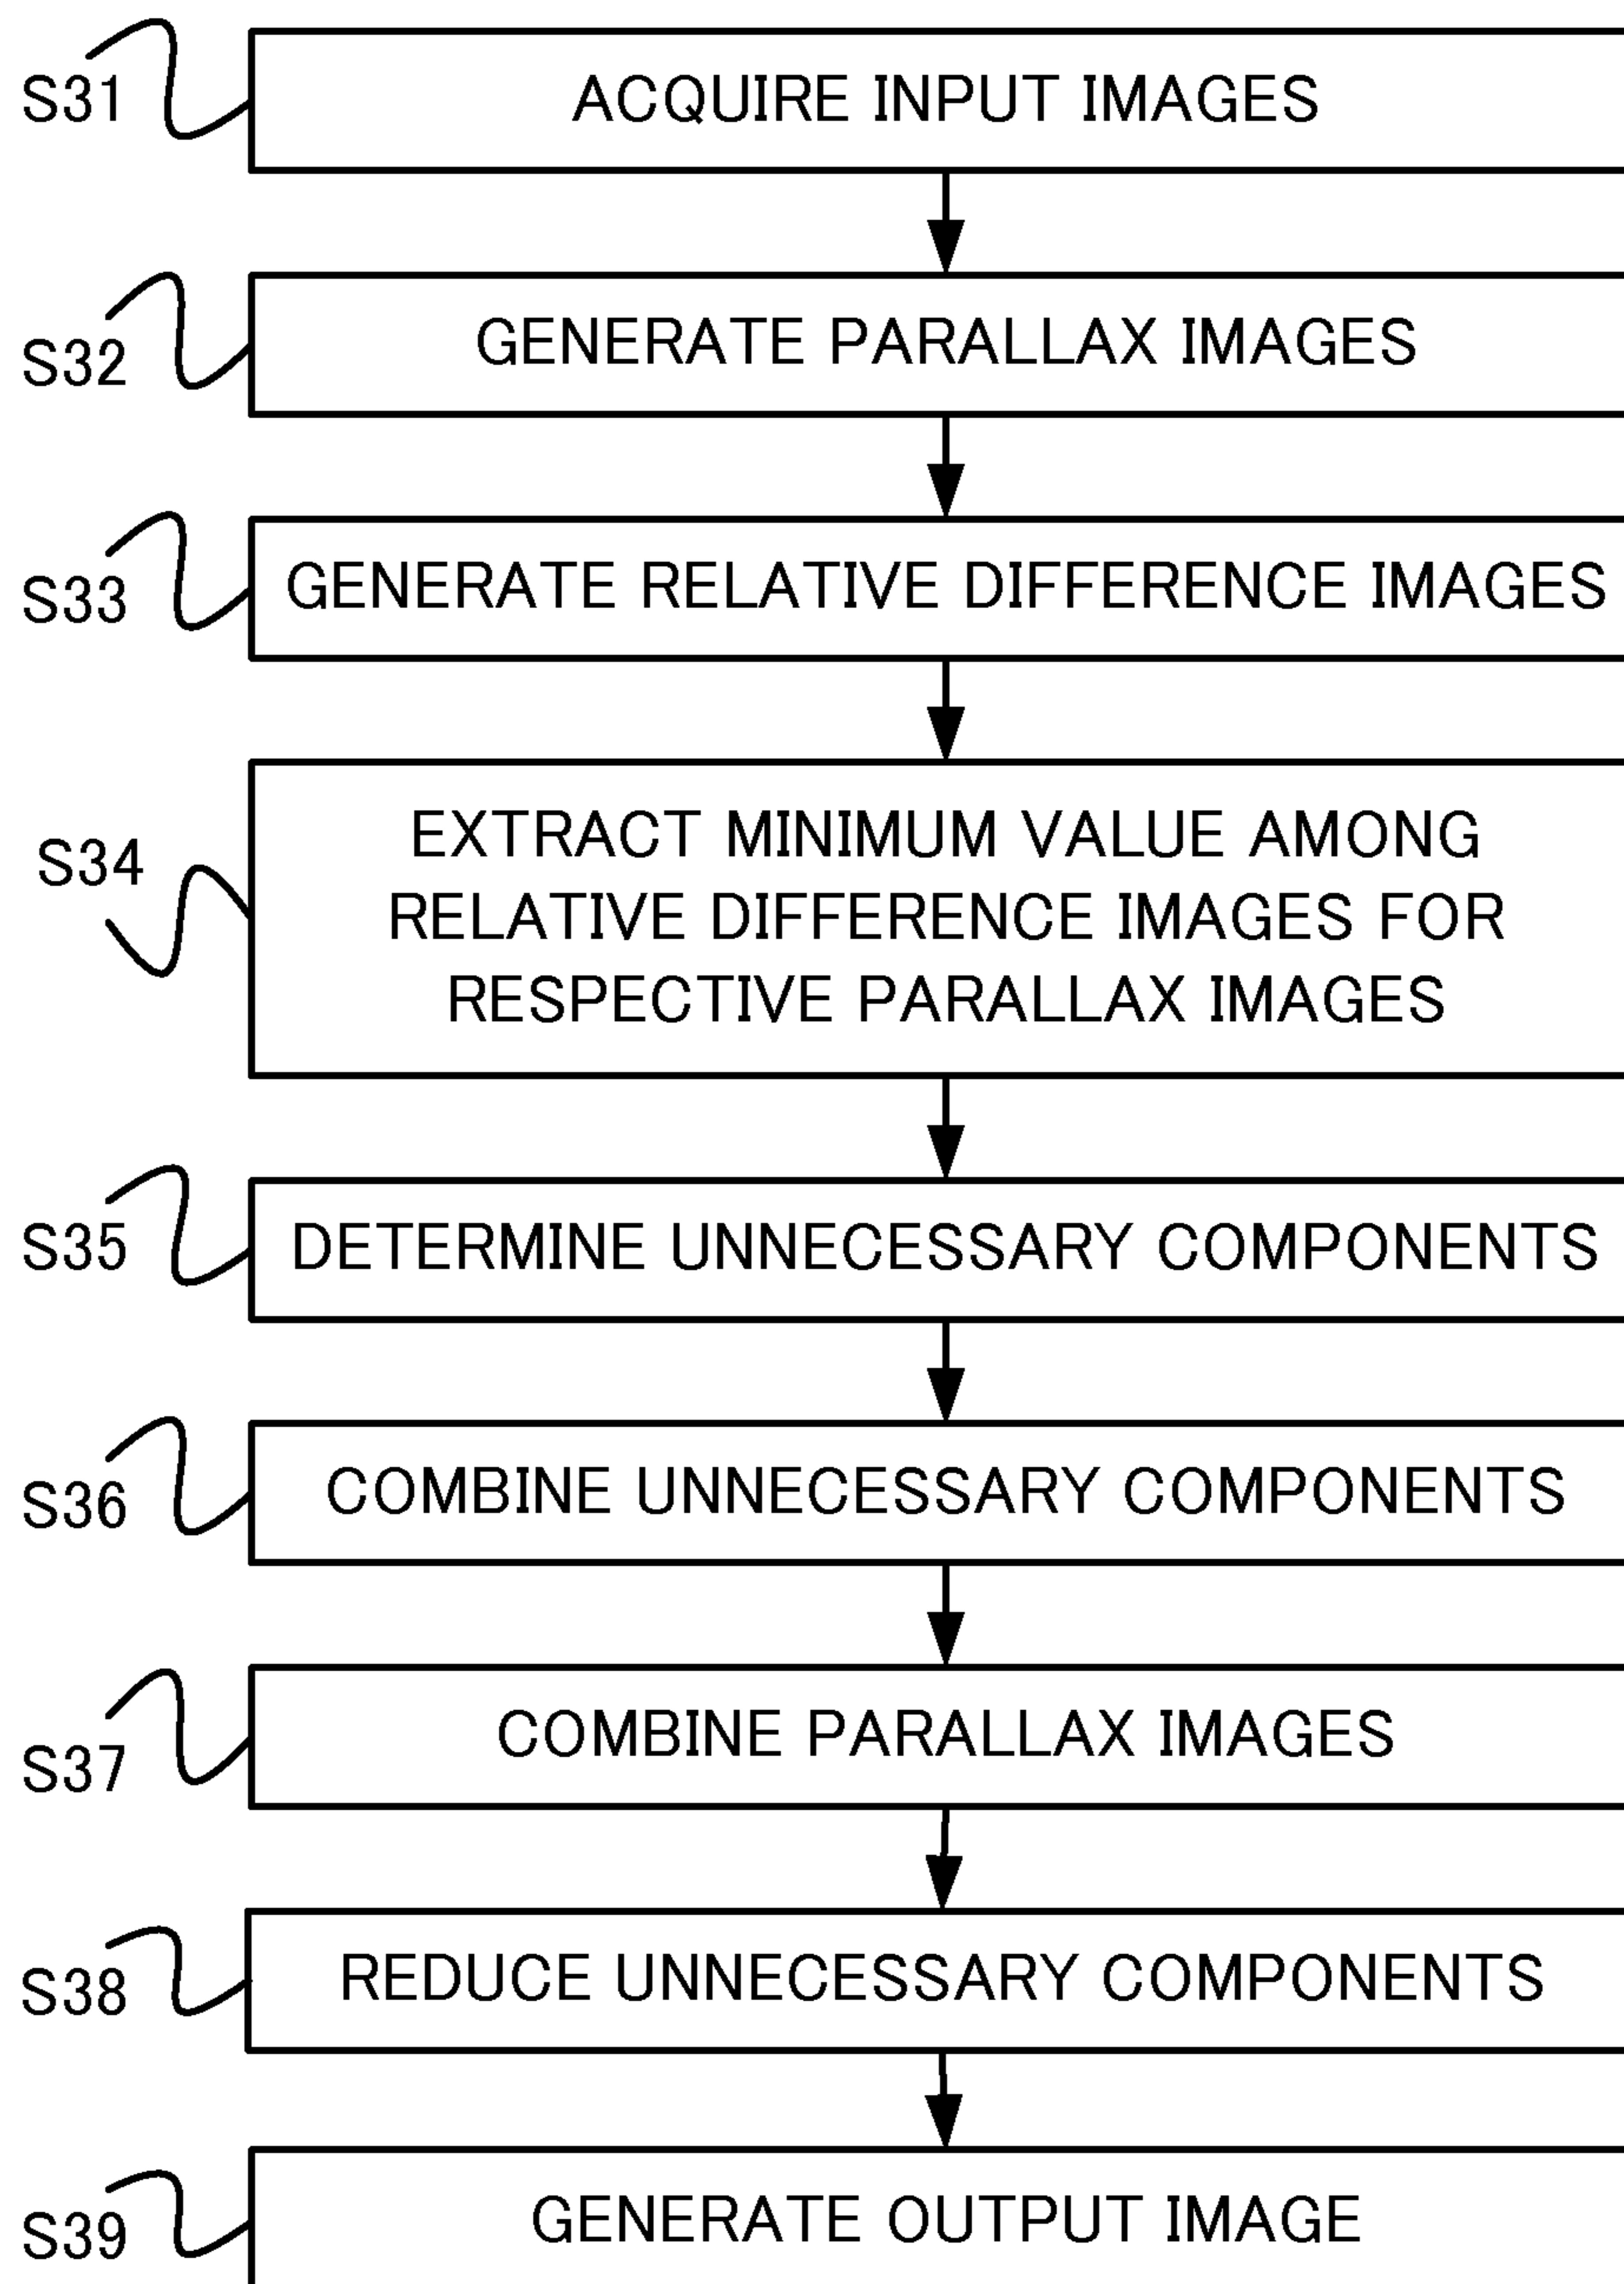 S31
ACQUIRE INPUT IMAGES
S32
GENERATE PARALLAX IMAGES
S33
GENERATE RELATIVE DIFFERENCE IMAGES
S34
EXTRACT MINIMUM VALUE AMONG
RELATIVE DIFFERENCE IMAGES FOR
RESPECTIVE PARALLAX IMAGES
S35
DETERMINE UNNECESSARY COMPONENTS
S36
COMBINE UNNECESSARY COMPONENTS
S37
COMBINE PARALLAX IMAGES
S38
REDUCE UNNECESSARY COMPONENTS
S39
GENERATE OUTPUT IMAGE